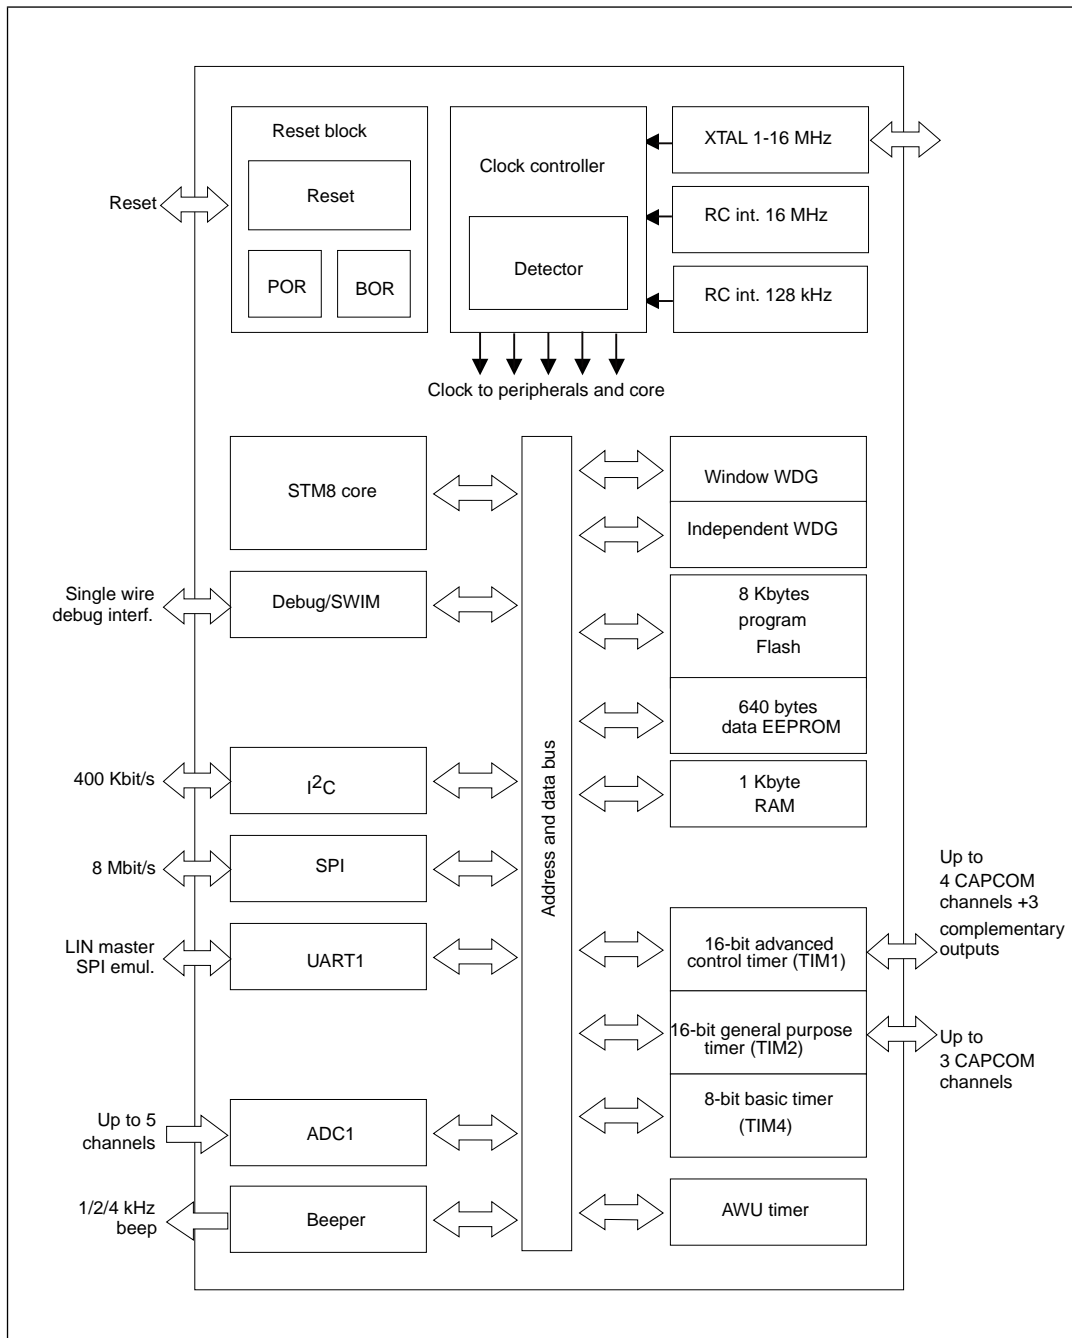 Reset block
Reset
POR
BOR
Reset
Clock controller
Detector
XTAL 1-16 MHz
RC int. 16 MHz
RC int. 128 kHz
Clock to peripherals and core
STM8 core
Single wire
debug interf.
Debug/SWIM
400 Kbit/s
I²C
8 Mbit/s
SPI
LIN master
SPI emul.
UART1
Up to 5
channels
ADC1
1/2/4 kHz
beep
Beeper
Address and data bus
Window WDG
Independent WDG
8 Kbytes
program
Flash
640 bytes
data EEPROM
1 Kbyte
RAM
16-bit advanced
control timer (TIM1)
Up to
4 CAPCOM
channels +3
complementary
outputs
16-bit general purpose
timer (TIM2)
Up to
3 CAPCOM
channels
8-bit basic timer
(TIM4)
AWU timer